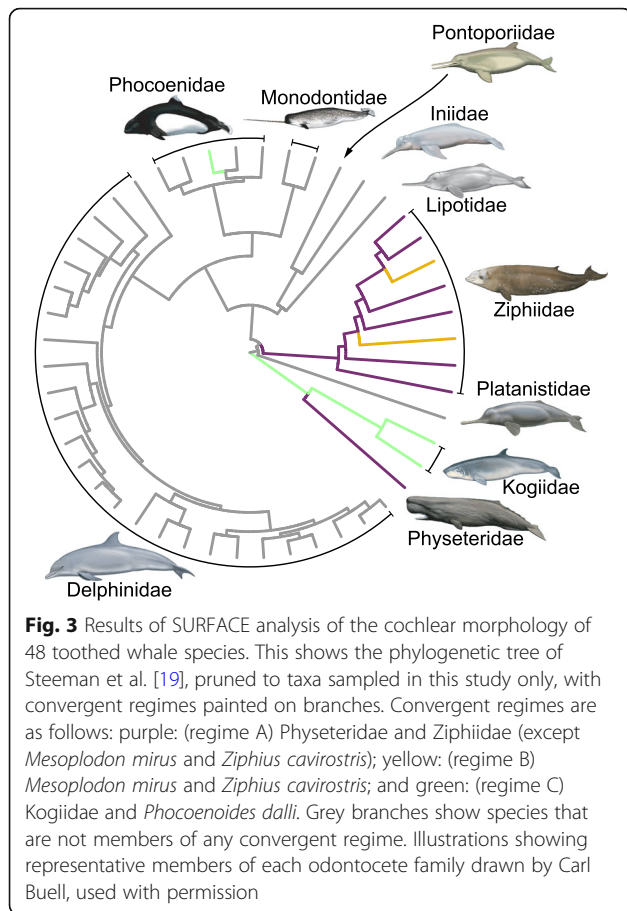 Pontoporiidae
Phocoenidae
Monodontidae
Iniidae
Lipotidae
Ziphiidae
Platanistidae
Kogiidae
Physeteridae
Delphinidae
Fig. 3 Results of SURFACE analysis of the cochlear morphology of
48 toothed whale species. This shows the phylogenetic tree of
Steeman et al. [19], pruned to taxa sampled in this study only, with
convergent regimes painted on branches. Convergent regimes are
as follows: purple: (regime A) Physeteridae and Ziphiidae (except
Mesoplodon mirus and Ziphius cavirostris); yellow: (regime B)
Mesoplodon mirus and Ziphius cavirostris; and green: (regime C)
Kogiidae and Phocoenoides dalli. Grey branches show species that
are not members of any convergent regime. Illustrations showing
representative members of each odontocete family drawn by Carl
Buell, used with permission